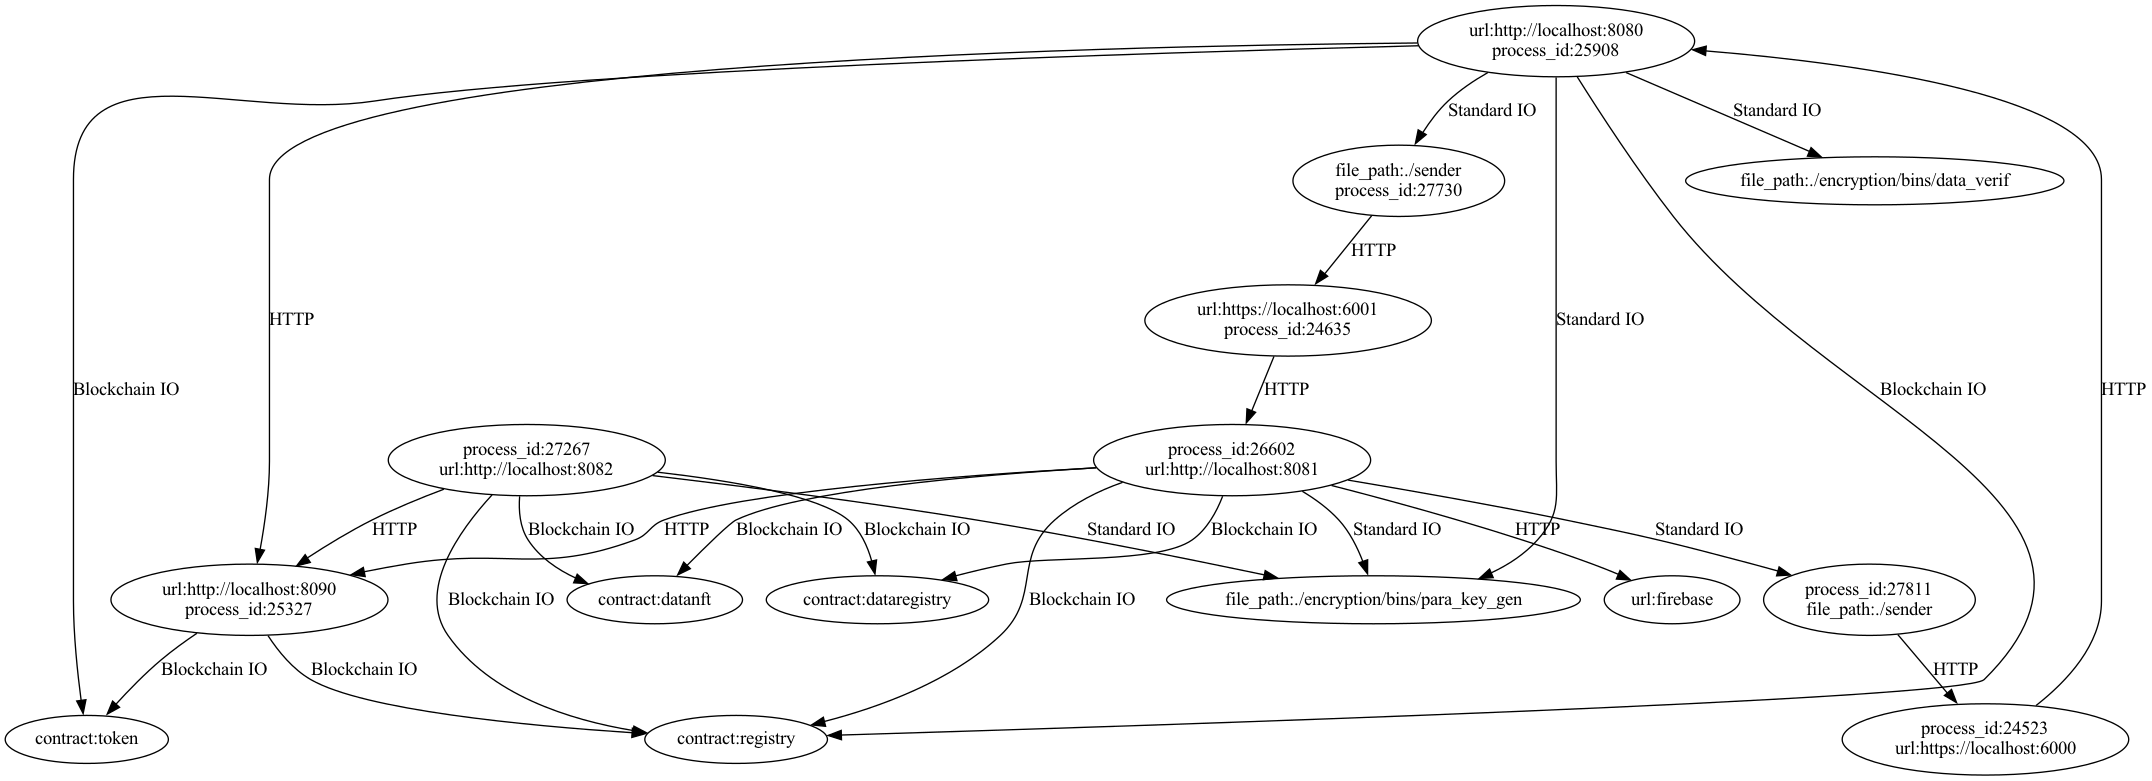 url:http://localhost:8080
process_id:25908
Standard IO
Standard IO
file_path:./sender
process_id:27730
file_path:./encryption/bins/data_verif
HTTP
url:https://localhost:6001
process_id:24635
HTTP
Standard IO
Blockchain IO
HTTP
Blockchain IO
HTTP
process_id:27267
url:http://localhost:8082
process_id:26602
url:http://localhost:8081
HTTP
Blockchain IO
HTTP
Blockchain IO
Blockchain IO
Standard IO
Blockchain IO
Standard IO
HTTP
Standard IO
url:http://localhost:8090
process_id:25327
Blockchain IO
contract:datanft
contract:dataregistry
Blockchain IO
file_path:./encryption/bins/para_key_gen
url:firebase
process_id:27811
file_path:./sender
Blockchain IO
Blockchain IO
HTTP
contract:token
contract:registry
process_id:24523
url:https://localhost:6000